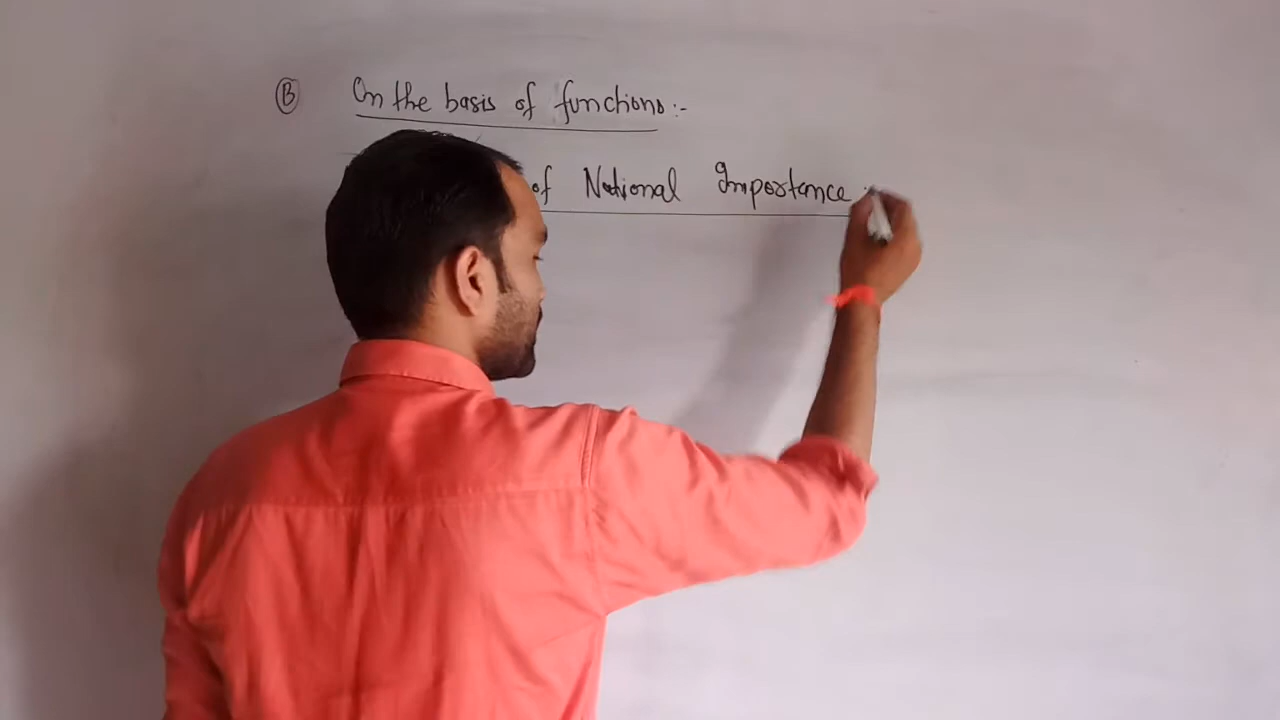 Ⓑ On the basis of functions:-
of National Importance